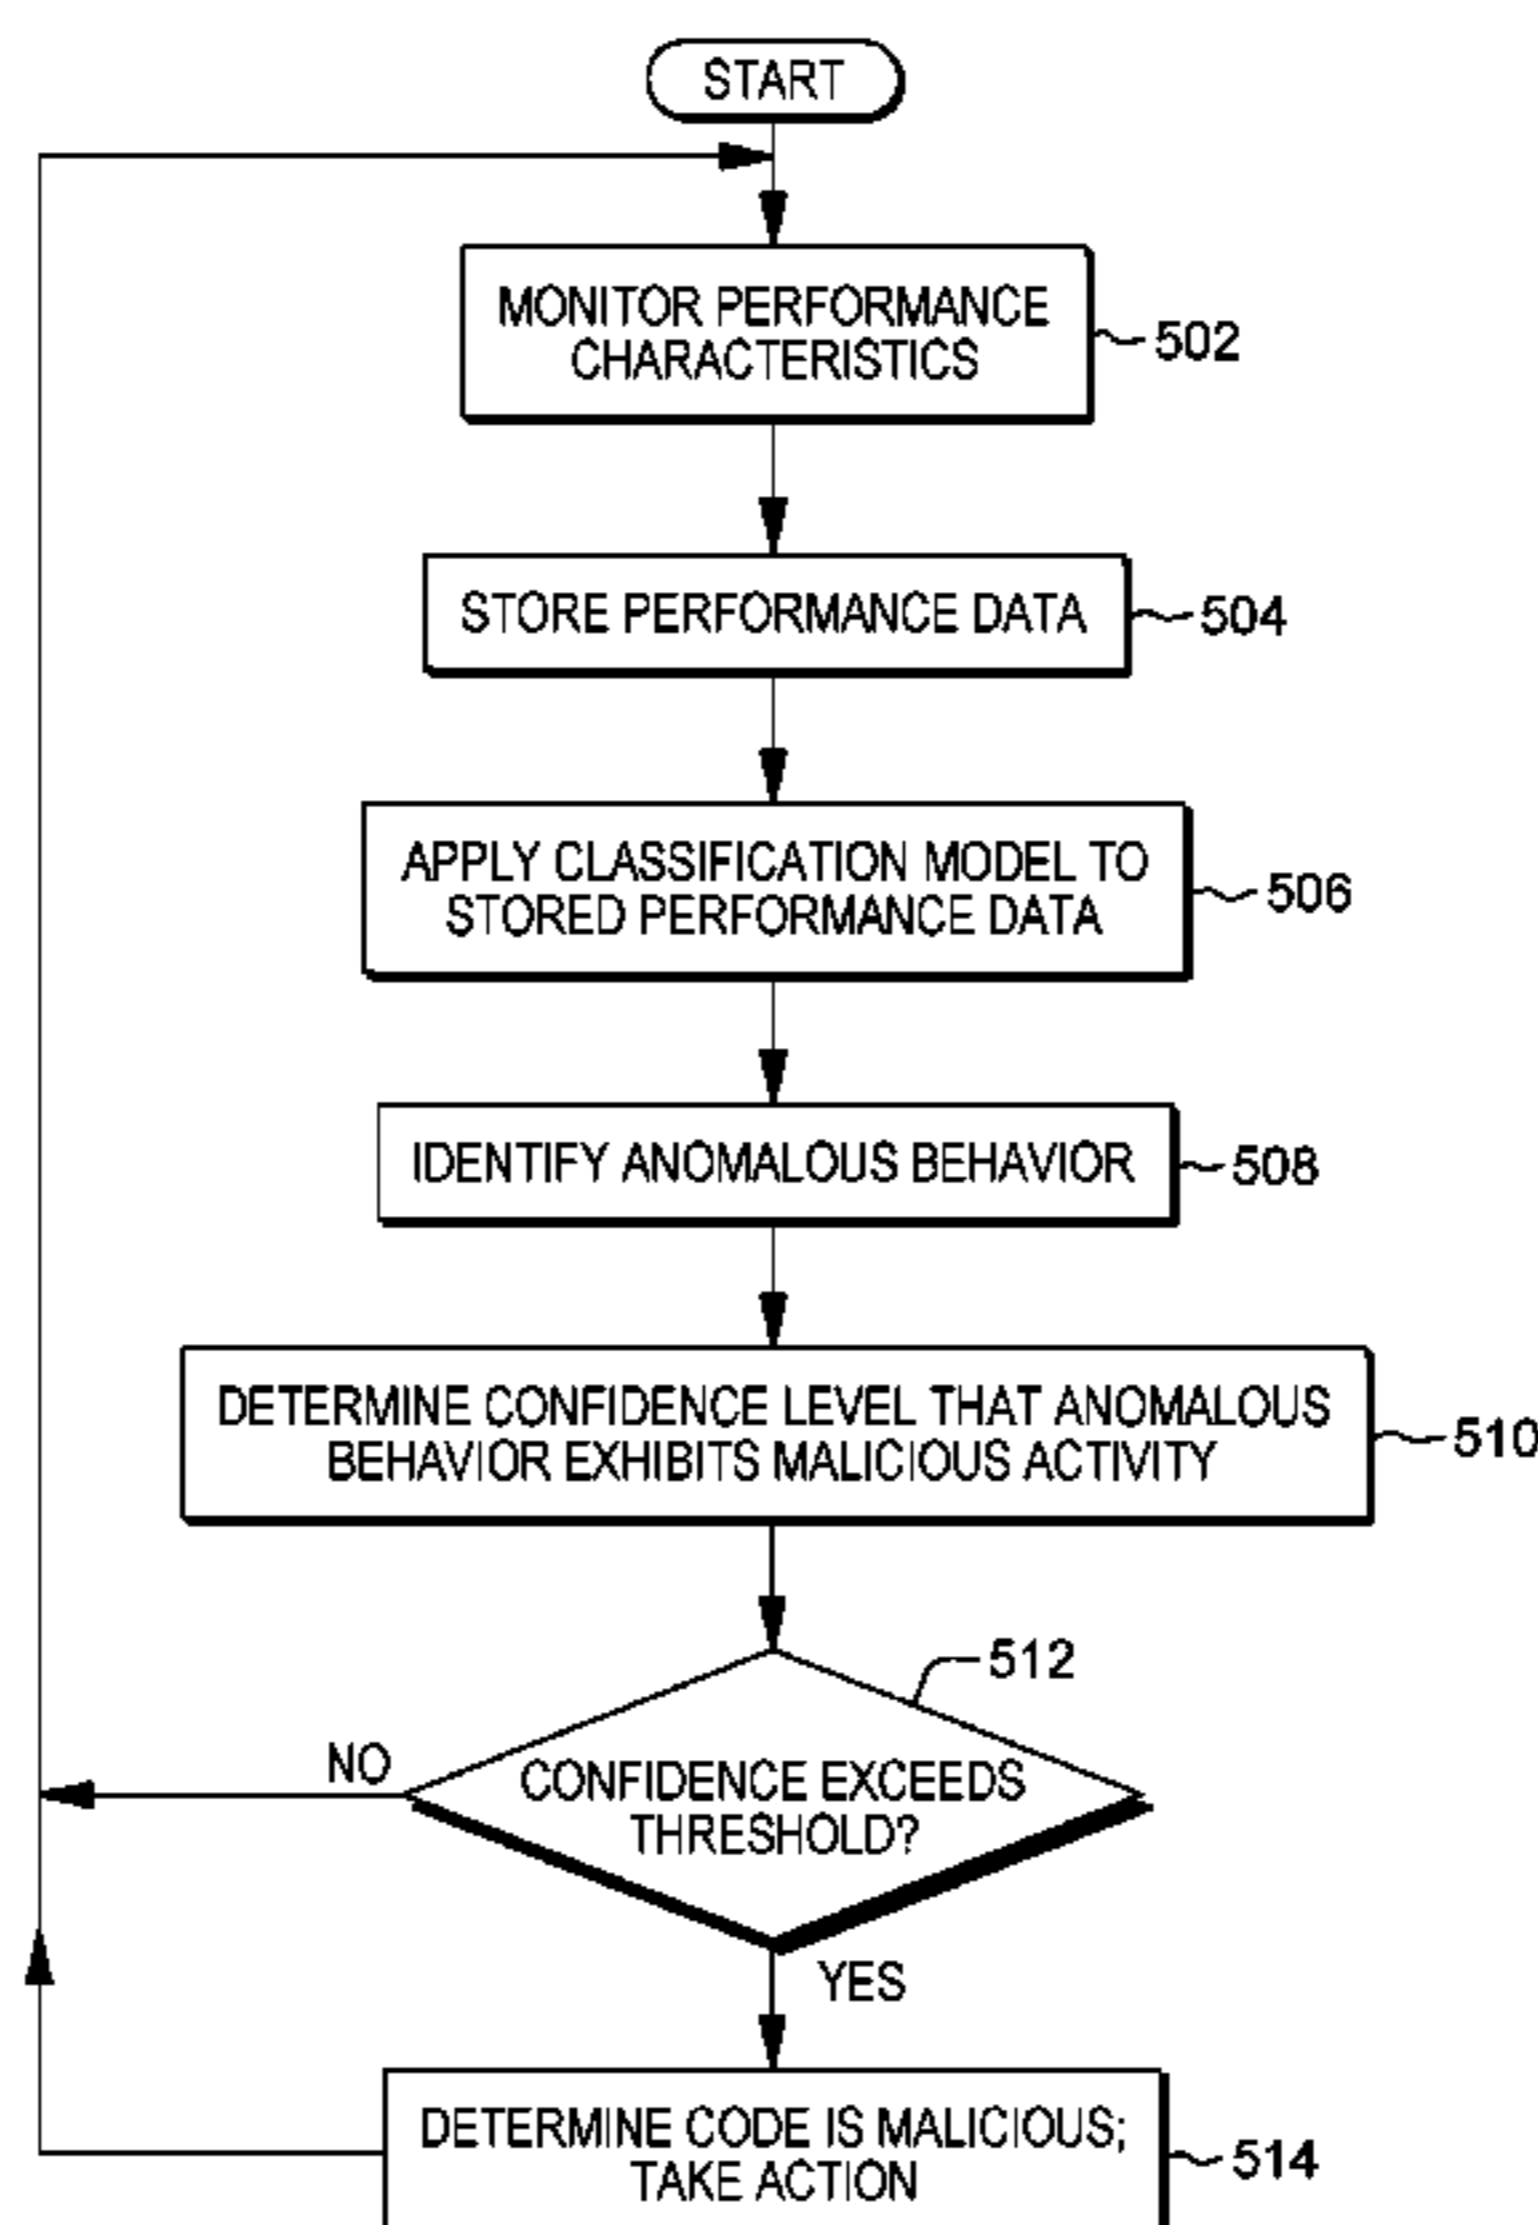 START
MONITOR PERFORMANCE
CHARACTERISTICS
502
STORE PERFORMANCE DATA
504
APPLY CLASSIFICATION MODEL TO
STORED PERFORMANCE DATA
506
IDENTIFY ANOMALOUS BEHAVIOR
508
DETERMINE CONFIDENCE LEVEL THAT ANOMALOUS
BEHAVIOR EXHIBITS MALICIOUS ACTIVITY
510
512
CONFIDENCE EXCEEDS
THRESHOLD?
NO
YES
DETERMINE CODE IS MALICIOUS;
TAKE ACTION
514